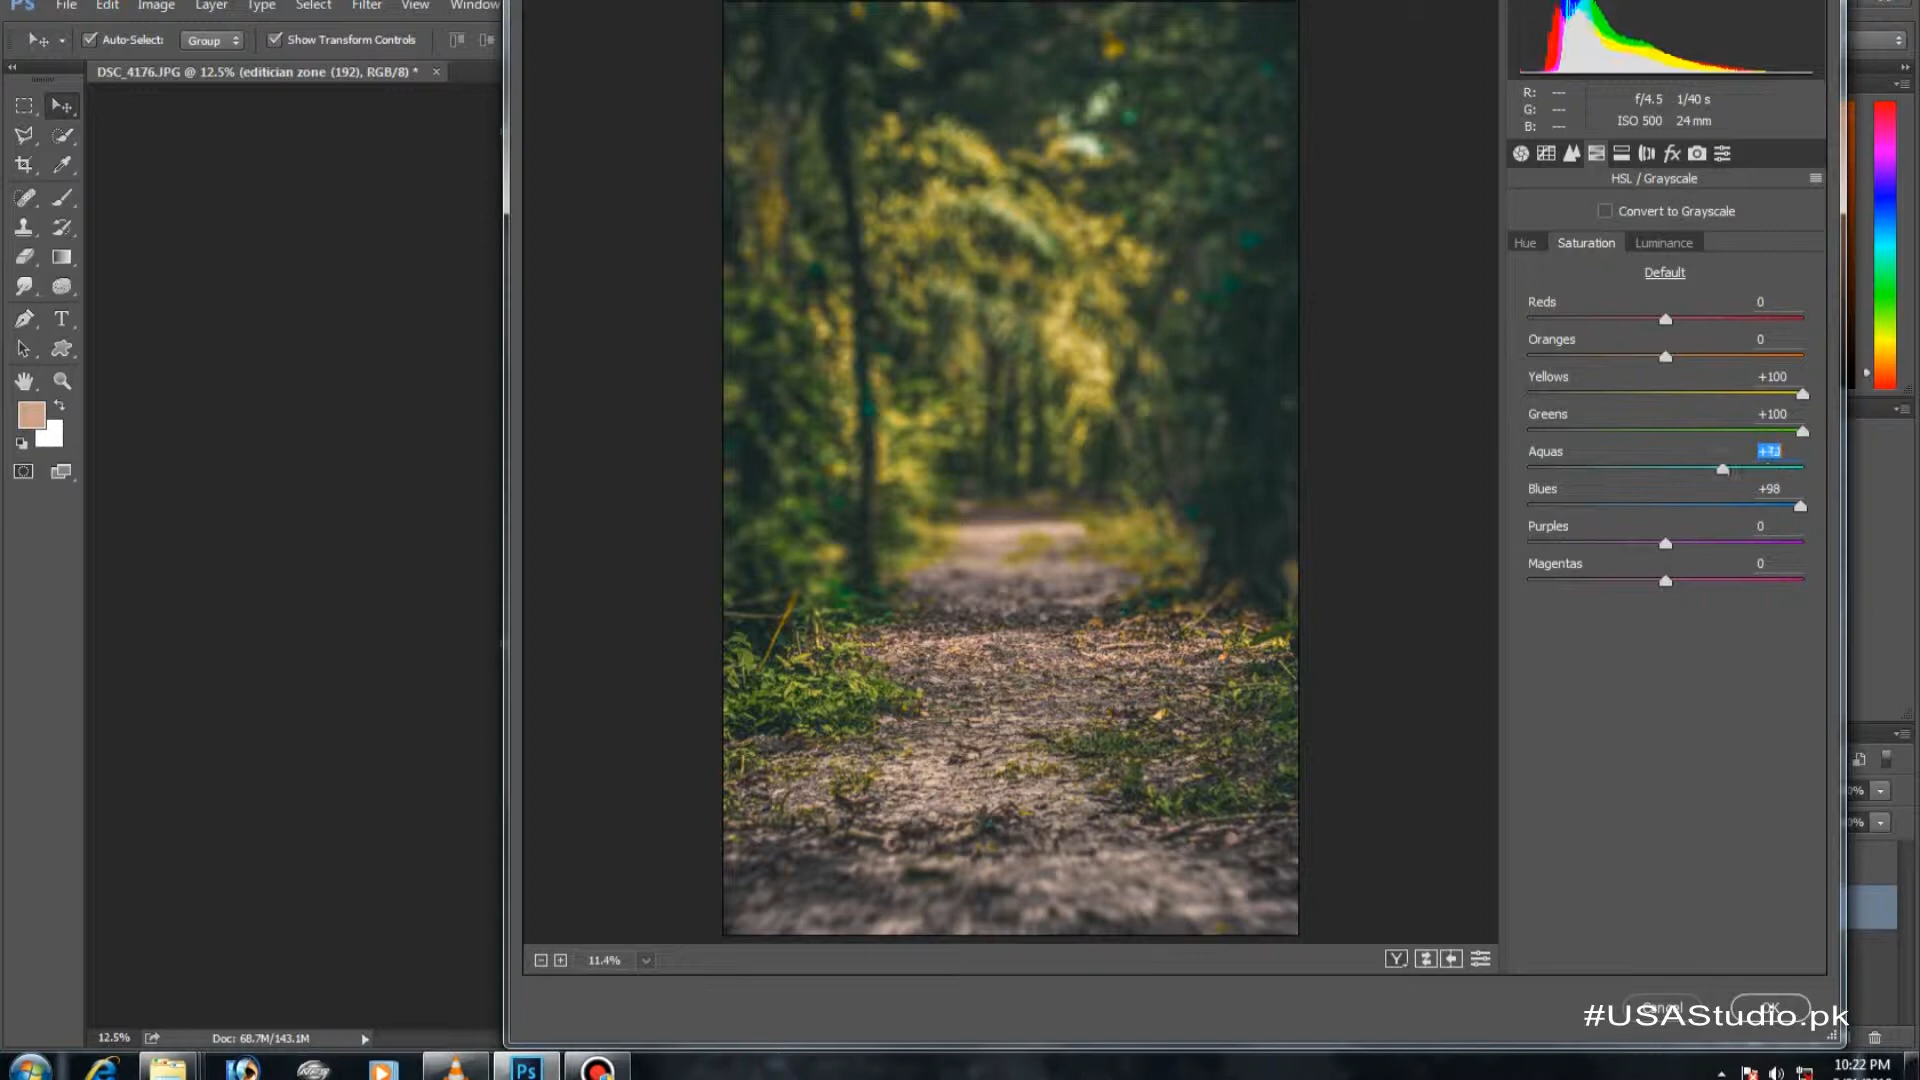 PS File Edit Image Layer Type Select Filter View Window
Auto-Select: Group Show Transform Controls
DSC_4176.JPG @ 12.5% (editician zone (192), RGB/8) *
R: ---
G: ---
B: ---
f/4.5 1/40 s
ISO 500 24 mm
HSL / Grayscale
Convert to Grayscale
Hue Saturation Luminance
Default
Reds 0
Oranges 0
Yellows +100
Greens +100
Aquas
Blues +98
Purples 0
Magentas 0
11.4%
Cancel OK
#USAStudio.pk
12.5% Doc: 68.7M/143.1M
Ps
10:22 PM